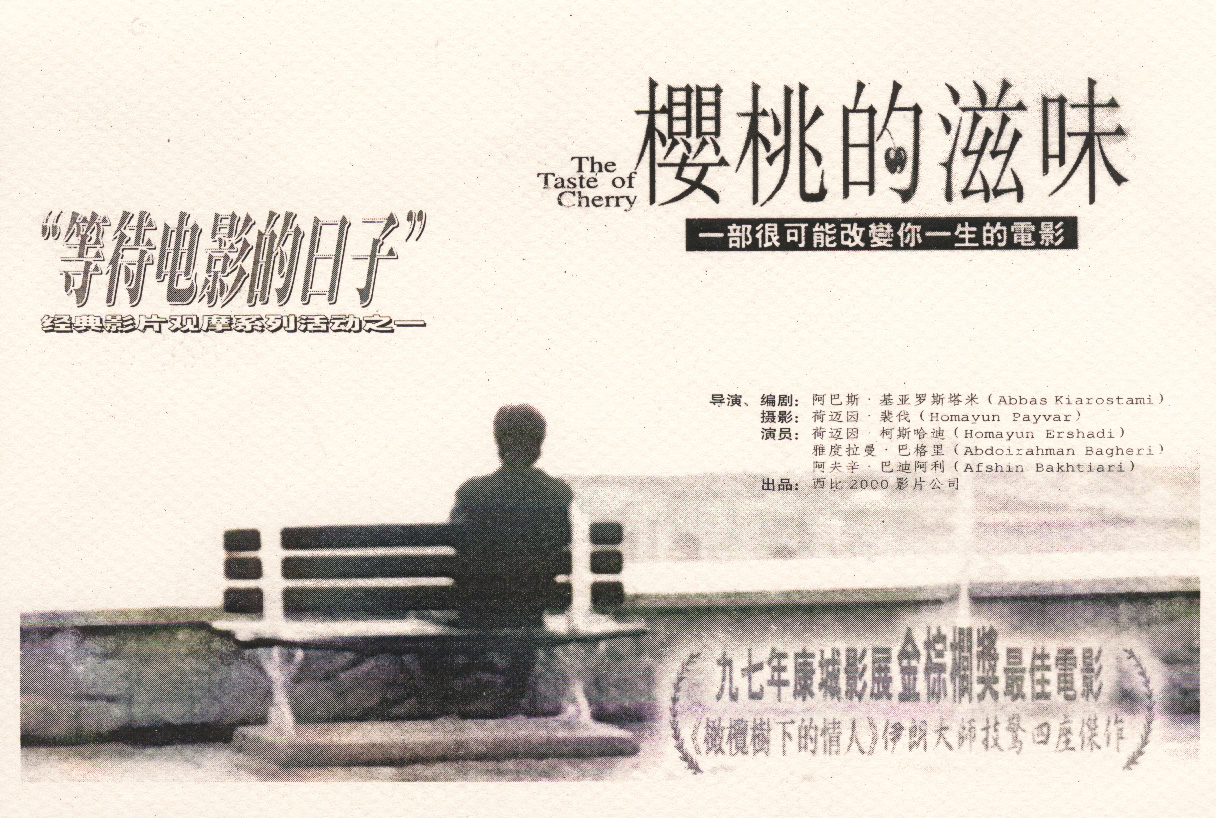 櫻桃的滋味
The
Taste of
Cherry
一部很可能改變你一生的電影
“等待电影的日子”
经典影片观摩系列活动之一
导演、编剧：阿巴斯·基亚罗斯塔米（Abbas Kiarostami）
摄影：荷迈因·裴伐（Homayun Payvar）
演员：荷迈因·柯斯哈迪（Homayun Ershadi）
雅度拉曼·巴格里（Abdoirahman Bagheri）
阿夫辛·巴迪阿利（Afshin Bakhtiari）
出品：西比2000影片公司
九七年康城影展金棕櫚獎最佳電影
《橄欖樹下的情人》伊朗大師技驚四座傑作